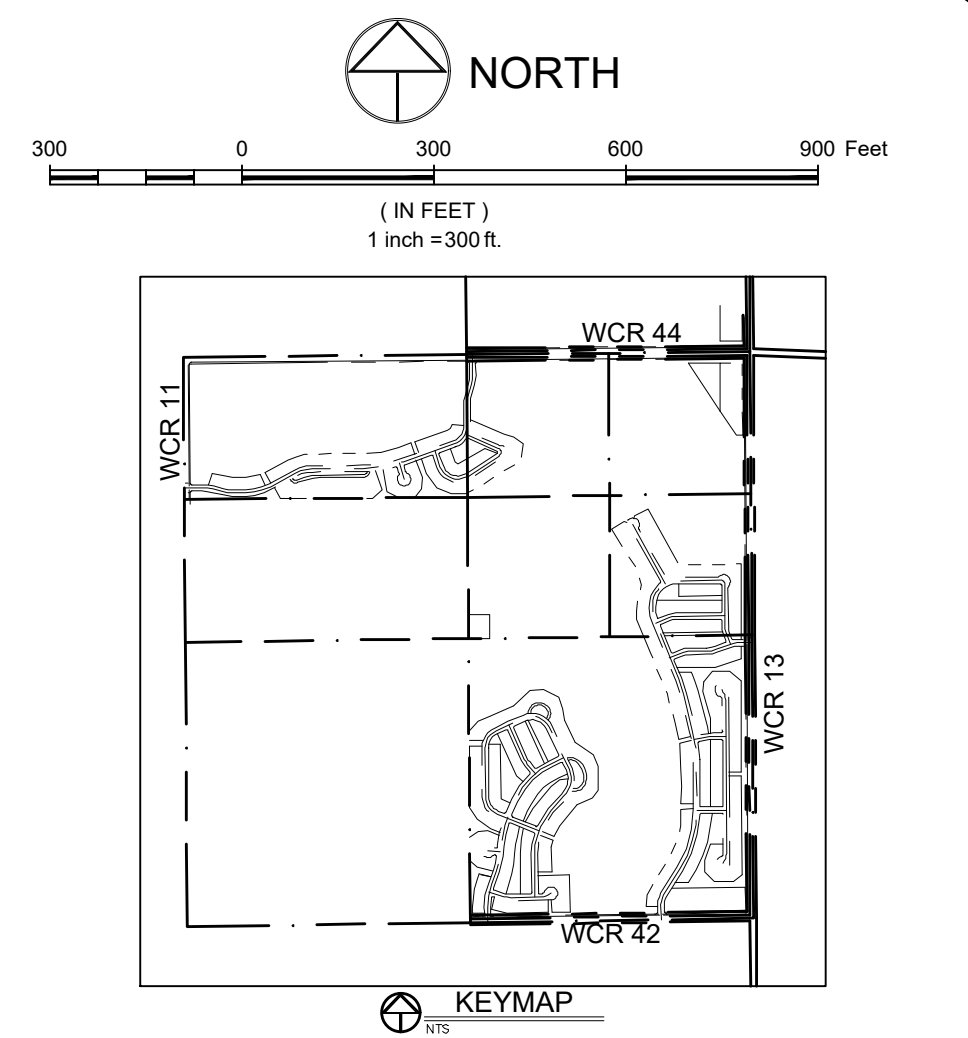 NORTH
300 0 300 600 900 Feet
( IN FEET )
1 inch =300 ft.
WCR 44
WCR 11
WCR 13
WCR 42
KEYMAP
NTS